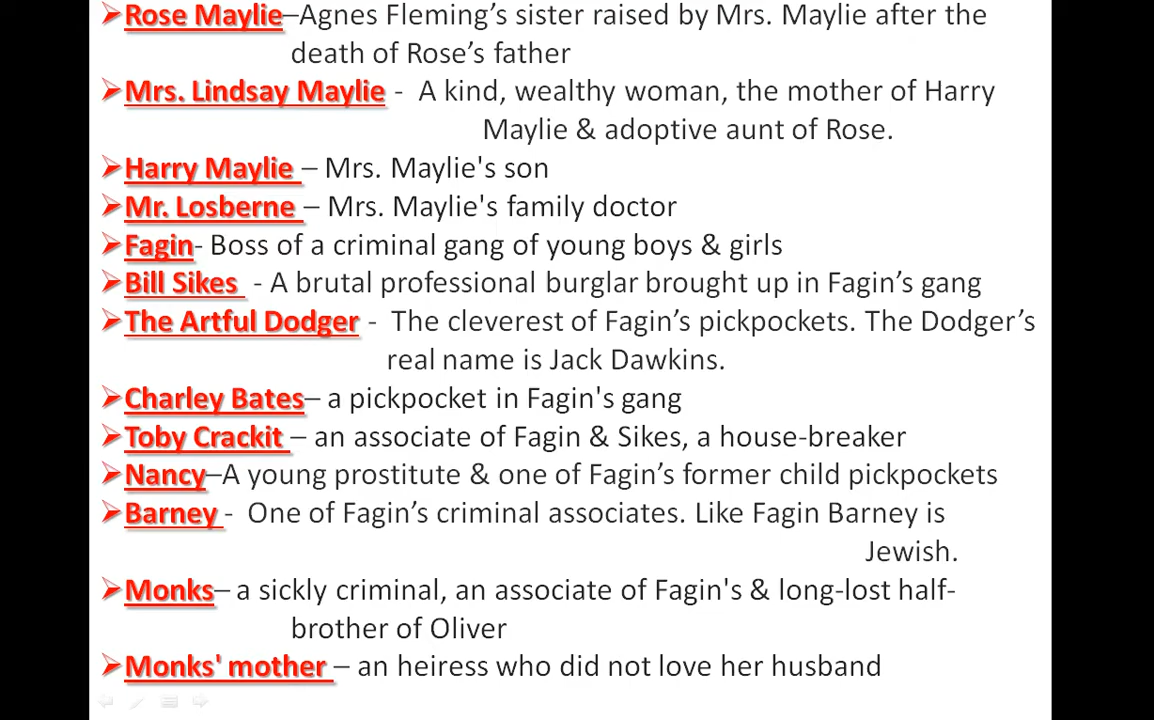 ➢Rose Maylie–Agnes Fleming’s sister raised by Mrs. Maylie after the
death of Rose’s father
➢Mrs. Lindsay Maylie - A kind, wealthy woman, the mother of Harry
Maylie & adoptive aunt of Rose.
➢Harry Maylie – Mrs. Maylie's son
➢Mr. Losberne – Mrs. Maylie's family doctor
➢Fagin- Boss of a criminal gang of young boys & girls
➢Bill Sikes - A brutal professional burglar brought up in Fagin’s gang
➢The Artful Dodger - The cleverest of Fagin’s pickpockets. The Dodger’s
real name is Jack Dawkins.
➢Charley Bates– a pickpocket in Fagin's gang
➢Toby Crackit – an associate of Fagin & Sikes, a house-breaker
➢Nancy–A young prostitute & one of Fagin’s former child pickpockets
➢Barney - One of Fagin’s criminal associates. Like Fagin Barney is
Jewish.
➢Monks– a sickly criminal, an associate of Fagin's & long-lost half-
brother of Oliver
➢Monks' mother – an heiress who did not love her husband